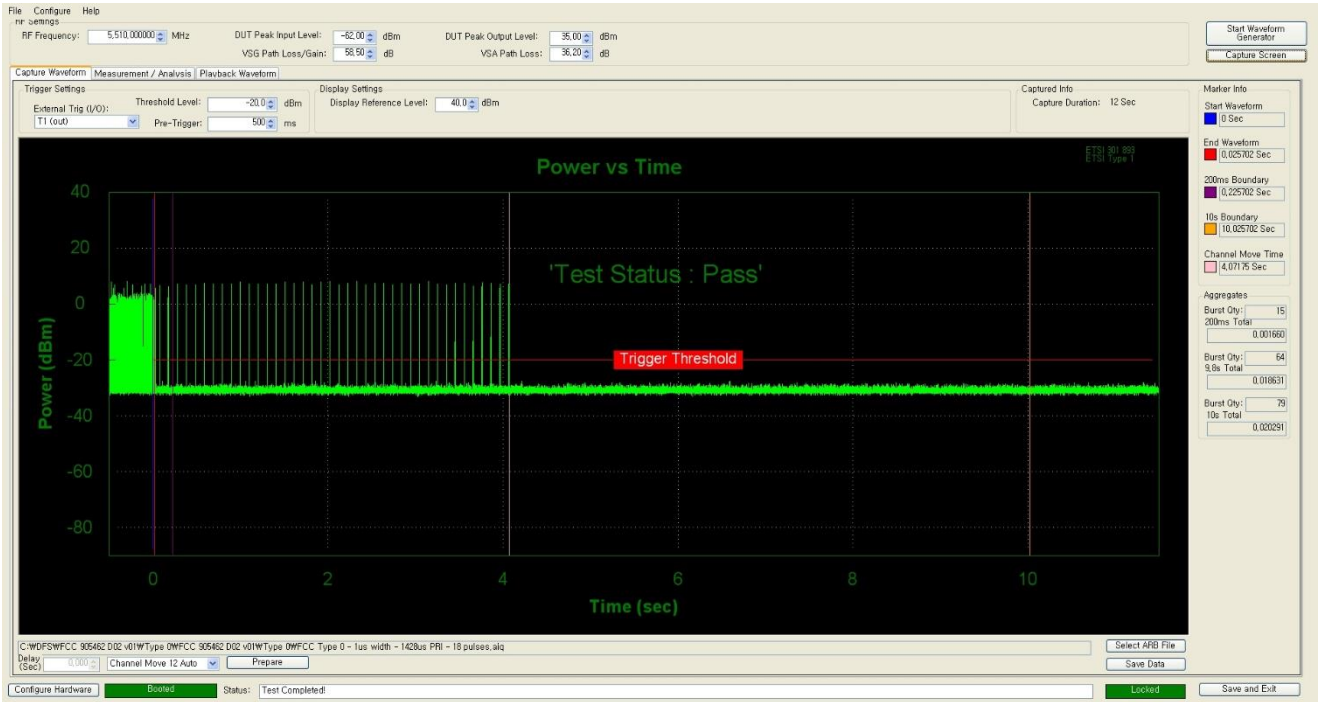 File Configure Help
RF Settings
RF Frequency: 5,510,000000 MHz DUT Peak Input Level: -62,00 dBm DUT Peak Output Level: 35,00 dBm
VSG Path Loss/Gain: 58,50 dB VSA Path Loss: 36,20 dB
Start Waveform Generator
Capture Screen
Capture Waveform Measurement / Analysis Playback Waveform
Trigger Settings
External Trig (I/O): Threshold Level: -20,0 dBm
T1 (out) Pre-Trigger: 500 ms
Display Settings
Display Reference Level: 40,0 dBm
Captured Info
Capture Duration: 12 Sec
Marker Info
Start Waveform
0 Sec
End Waveform
0,025702 Sec
200ms Boundary
0,225702 Sec
10s Boundary
10,025702 Sec
Channel Move Time
4,07175 Sec
Aggregates
Burst Qty: 15
200ms Total
0.001660
Burst Qty: 64
9,8s Total
0.018631
Burst Qty: 79
10s Total
0.020291
ETSI 301 893
ETSI Type 1
Power vs Time
'Test Status : Pass'
Trigger Threshold
Power (dBm)
40
20
0
-20
-40
-60
-80
0 2 4 6 8 10
Time (sec)
C:₩DFS₩FCC 905462 D02 v01₩Type 0₩FCC 905462 D02 v01₩Type 0₩FCC Type 0 - 1us width - 1428us PRI - 18 pulses.aiq
Select ARB File
Delay (Sec) 0,000 Channel Move 12 Auto Prepare
Save Data
Configure Hardware Booted Status: Test Completed! Locked Save and Exit